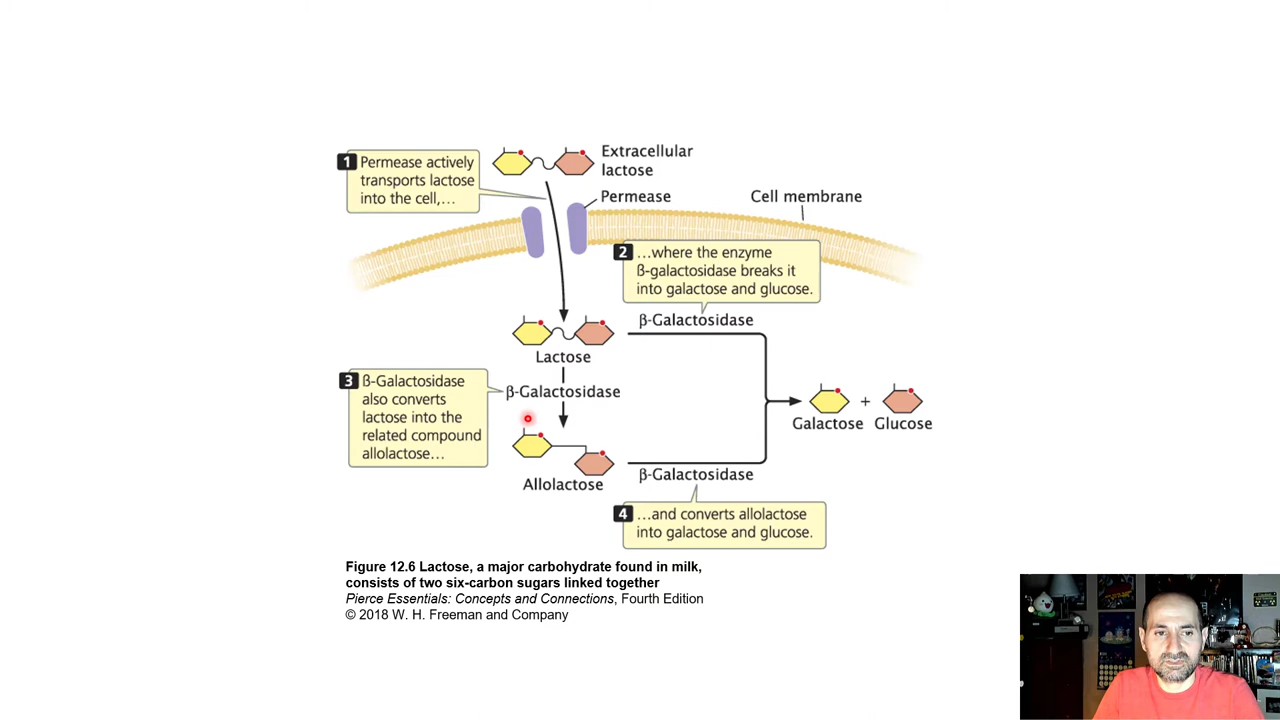 1 Permease actively
transports lactose
into the cell,…
Extracellular
lactose
Permease
Cell membrane
2 …where the enzyme
ß-galactosidase breaks it
into galactose and glucose.
β-Galactosidase
Lactose
3 ß-Galactosidase
also converts
lactose into the
related compound
allolactose…
β-Galactosidase
Galactose + Glucose
Allolactose
β-Galactosidase
4 …and converts allolactose
into galactose and glucose.
Figure 12.6 Lactose, a major carbohydrate found in milk,
consists of two six-carbon sugars linked together
Pierce Essentials: Concepts and Connections, Fourth Edition
© 2018 W. H. Freeman and Company